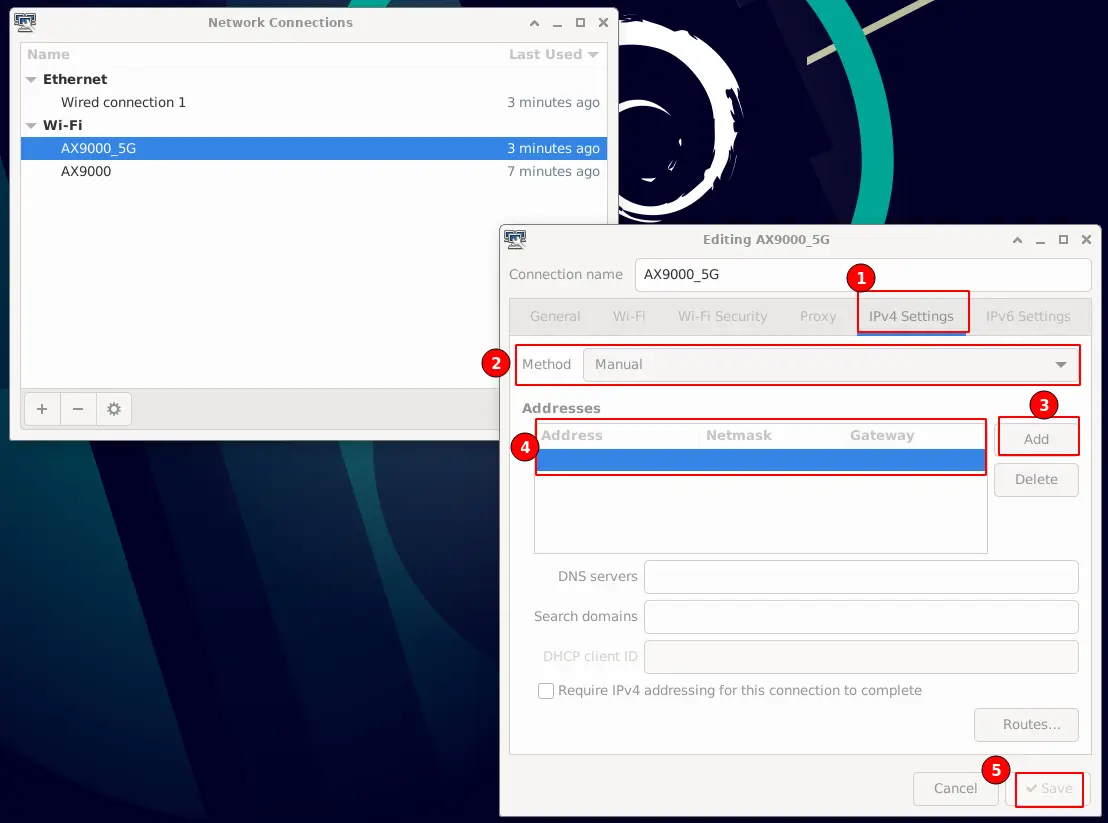 Network Connections
Name Last Used
Ethernet
Wired connection 1 3 minutes ago
Wi-Fi
AX9000_5G 3 minutes ago
AX9000 7 minutes ago
Editing AX9000_5G
Connection name AX9000_5G
1
General Wi-Fi Wi-Fi Security Proxy IPv4 Settings IPv6 Settings
2 Method Manual
Addresses
3
4 Address Netmask Gateway
Add
Delete
DNS servers
Search domains
DHCP client ID
Require IPv4 addressing for this connection to complete
Routes...
5
Cancel Save